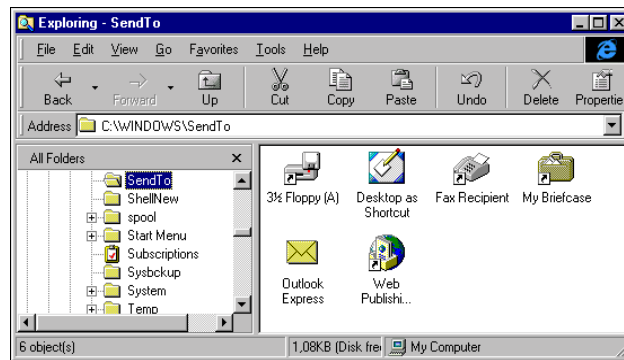 Exploring - SendTo
File Edit View Go Favorites Tools Help
Back Forward Up Cut Copy Paste Undo Delete Propertie
Address C:\WINDOWS\SendTo
All Folders x
SendTo
ShellNew
spool
Start Menu
Subscriptions
Sysbckup
System
Temp
3½ Floppy (A) Desktop as Shortcut Fax Recipient My Briefcase
Outlook Express Web Publishi...
6 object(s) 1,08KB (Disk fre My Computer